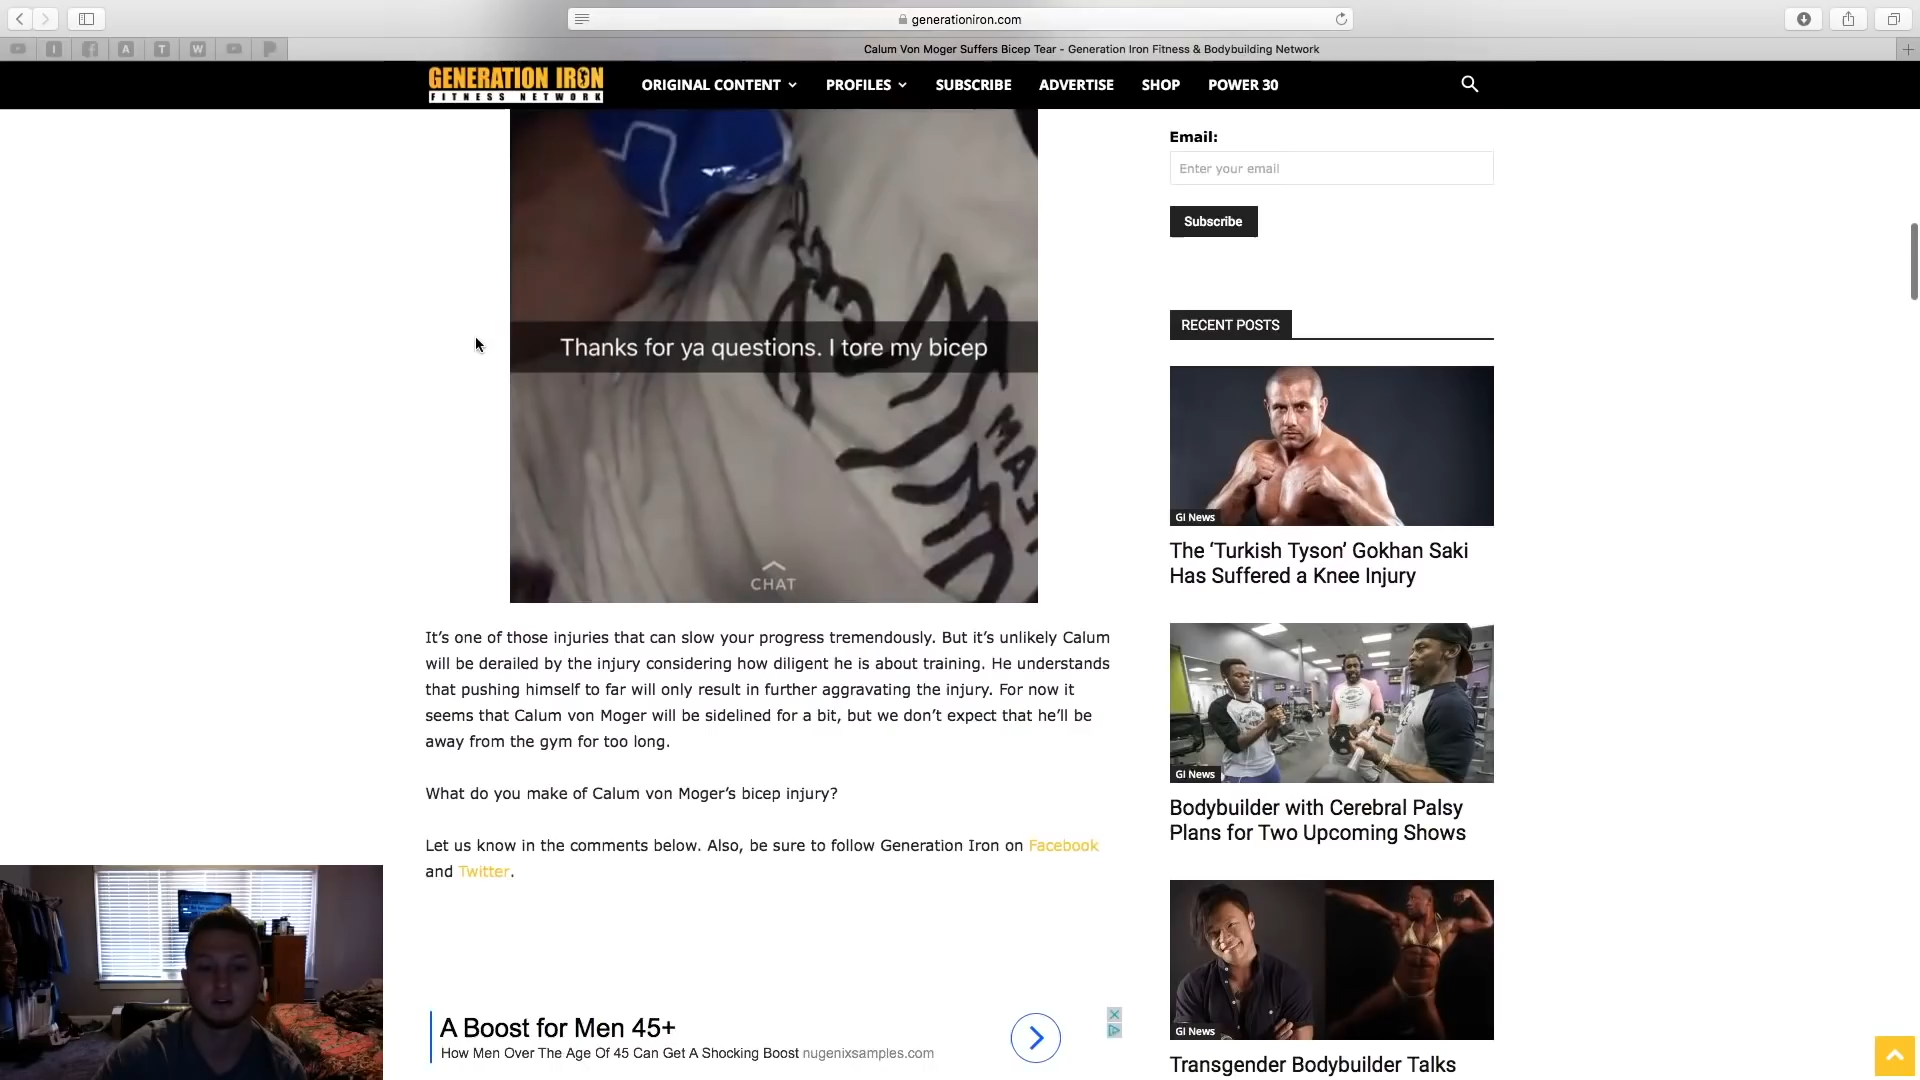 generationiron.com
I
A
T
W
Calum Von Moger Suffers Bicep Tear - Generation Iron Fitness & Bodybuilding Network
GENERATION IRON
FITNESS NETWORK
ORIGINAL CONTENT
PROFILES
SUBSCRIBE
ADVERTISE
SHOP
POWER 30
Thanks for ya questions. I tore my bicep
CHAT
It’s one of those injuries that can slow your progress tremendously. But it’s unlikely Calum
will be derailed by the injury considering how diligent he is about training. He understands
that pushing himself to far will only result in further aggravating the injury. For now it
seems that Calum von Moger will be sidelined for a bit, but we don’t expect that he’ll be
away from the gym for too long.
What do you make of Calum von Moger’s bicep injury?
Let us know in the comments below. Also, be sure to follow Generation Iron on Facebook
and Twitter.
A Boost for Men 45+
How Men Over The Age Of 45 Can Get A Shocking Boost nugenixsamples.com
Email:
Enter your email
Subscribe
RECENT POSTS
GI News
The ‘Turkish Tyson’ Gokhan Saki
Has Suffered a Knee Injury
GI News
Bodybuilder with Cerebral Palsy
Plans for Two Upcoming Shows
GI News
Transgender Bodybuilder Talks